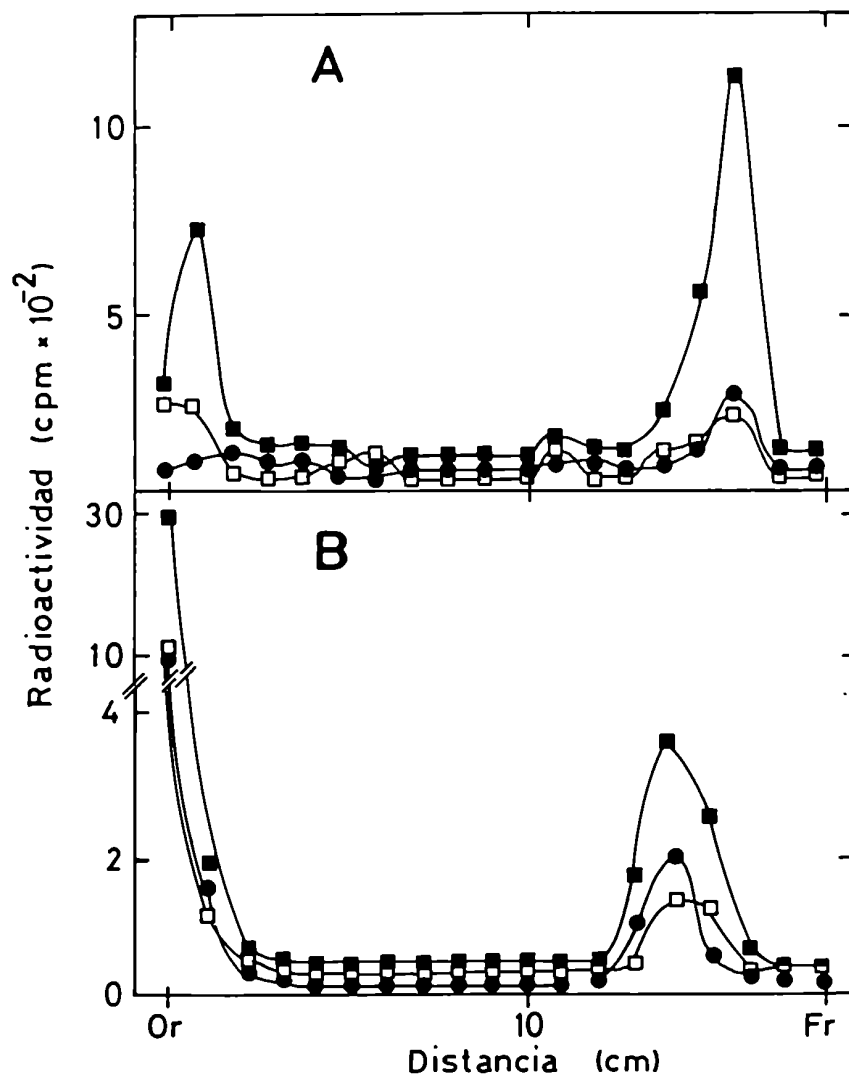 A
10
5
Radioactividad (cpm × 10⁻²)
B
30
10
4
2
0
Or
10
Fr
Distancia (cm)